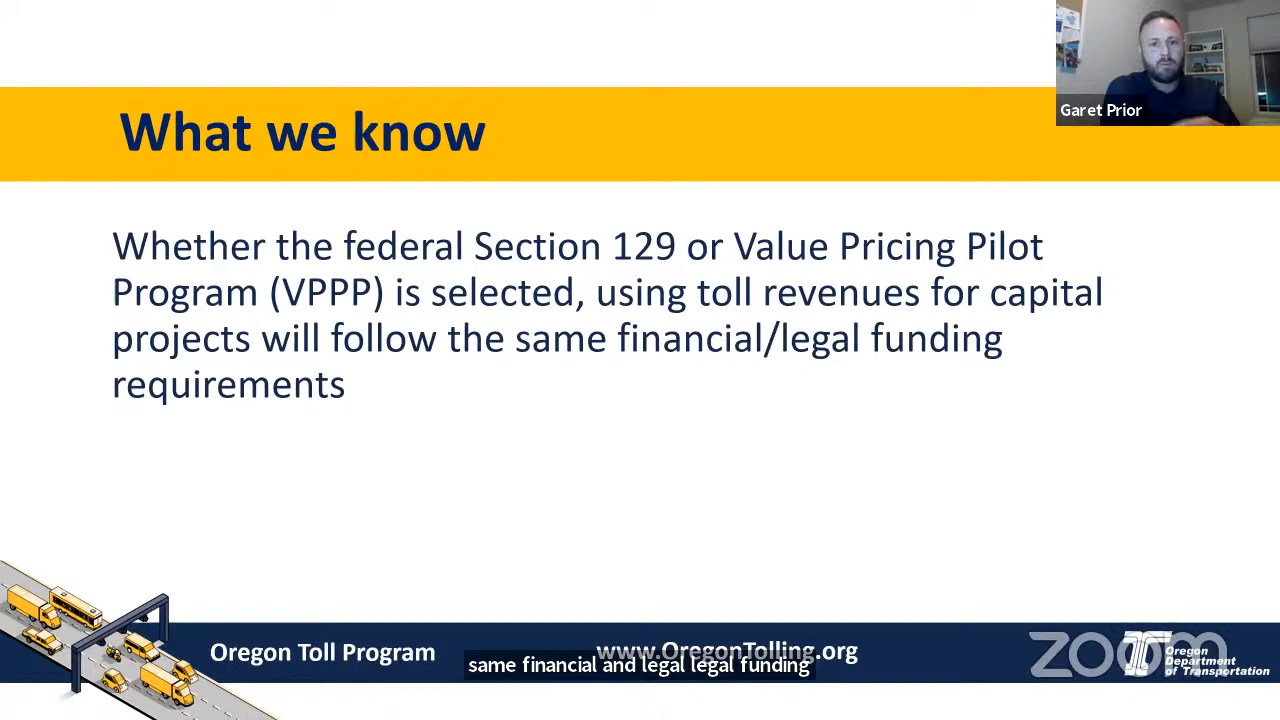 Garet Prior
What we know
Whether the federal Section 129 or Value Pricing Pilot
Program (VPPP) is selected, using toll revenues for capital
projects will follow the same financial/legal funding
requirements
Oregon Toll Program
www.OregonTolling.org
same financial and legal legal funding
zoom
Oregon
Department
of Transportation